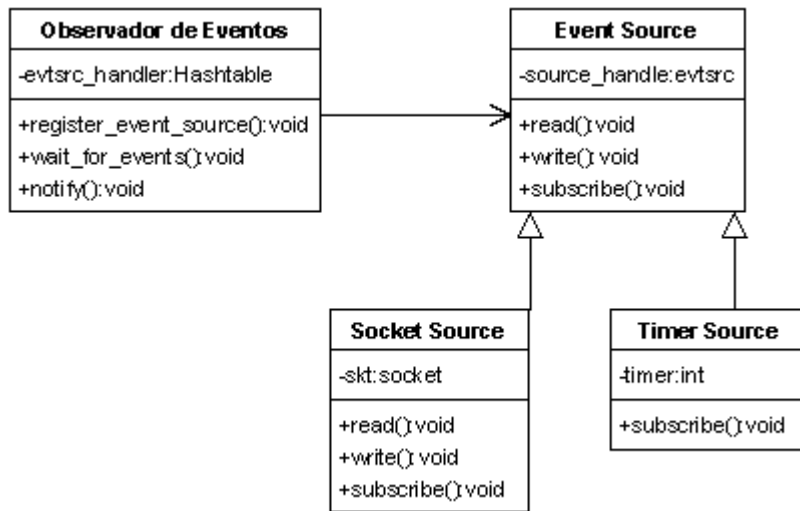 Observador de Eventos
-evtsrc_handler:Hashtable
+register_event_source():void
+wait_for_events():void
+notify():void
Event Source
-source_handle:evtsrc
+read():void
+write():void
+subscribe():void
Socket Source
-skt:socket
+read():void
+write():void
+subscribe():void
Timer Source
-timer:int
+subscribe():void